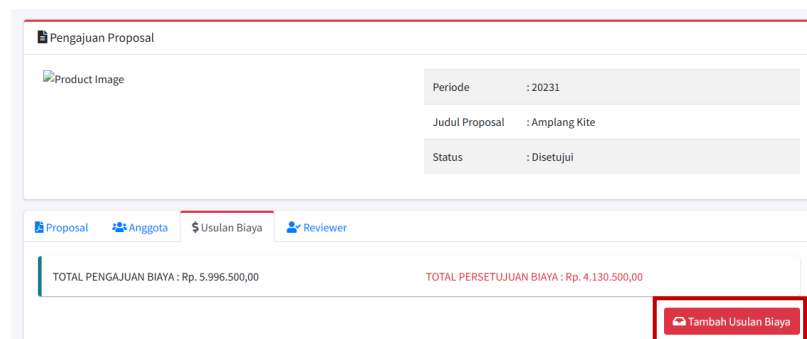 Pengajuan Proposal
Product Image
Periode : 20231
Judul Proposal : Amplang Kite
Status : Disetujui
Proposal Anggota $ Usulan Biaya Reviewer
TOTAL PENGAJUAN BIAYA : Rp. 5.996.500,00 TOTAL PERSETUJUAN BIAYA : Rp. 4.130.500,00
Tambah Usulan Biaya